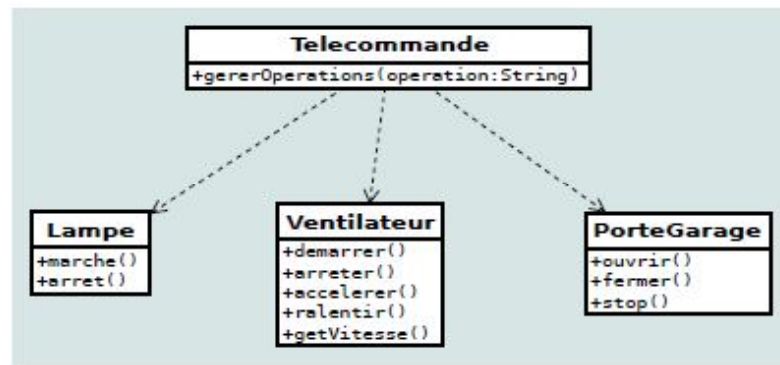 Telecommande
+gererOperations(operation:String)
Lampe
+marche()
+arret()
Ventilateur
+demarrer()
+arreter()
+accelerer()
+ralentir()
+getVitesse()
PorteGarage
+ouvrir()
+fermer()
+stop()